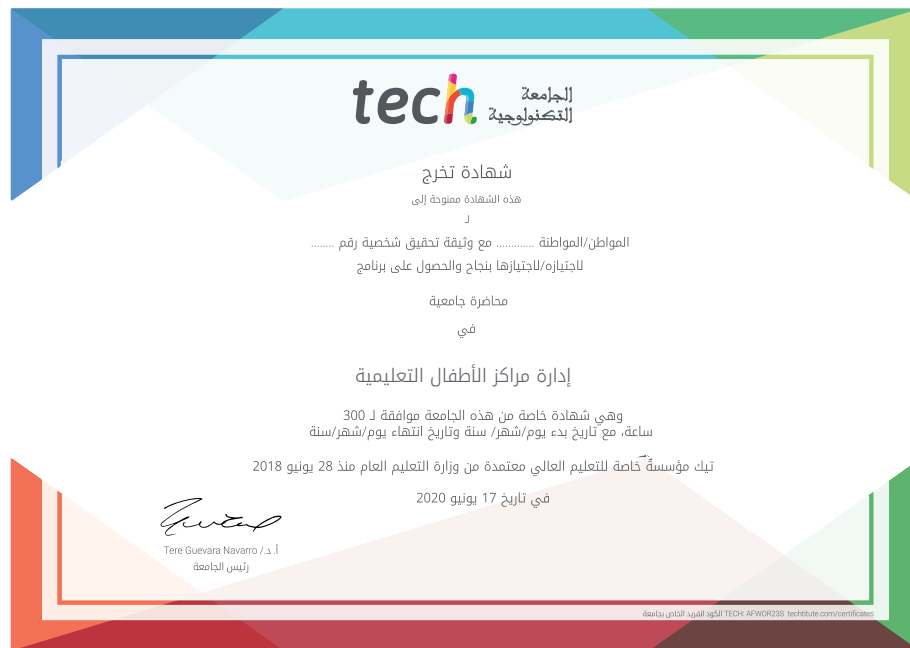 tech الجامعة
التكنولوجية
شهادة تخرج
هذه الشهادة ممنوحة إلى
لـ
المواطن/المواطنة ............. مع وثيقة تحقيق شخصية رقم ........
لاجتيازه/لاجتيازها بنجاح والحصول على برنامج
محاضرة جامعية
في
إدارة مراكز الأطفال التعليمية
وهي شهادة خاصة من هذه الجامعة موافقة لـ 300
ساعة، مع تاريخ بدء يوم/شهر/ سنة وتاريخ انتهاء يوم/شهر/سنة
تيك مؤسسة خاصة للتعليم العالي معتمدة من وزارة التعليم العام منذ 28 يونيو 2018
في تاريخ 17 يونيو 2020
أ. د./ Tere Guevara Navarro
رئيس الجامعة
الكود الفريد الخاص بجامعة TECH: AFWOR23S techtitute.com/certificates